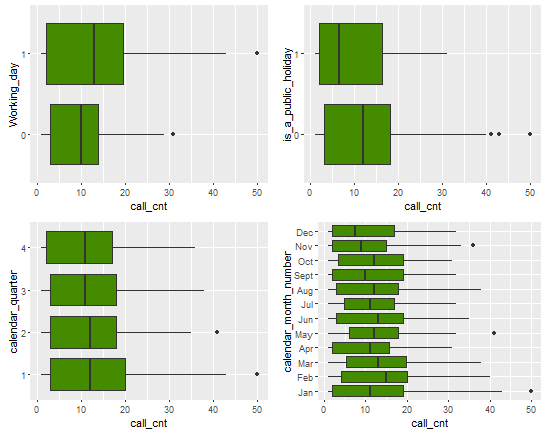 Working_day
1
0
0 10 20 30 40 50
call_cnt
is_a_public_holiday
1
0
0 10 20 30 40 50
call_cnt
calendar_quarter
4
3
2
1
0 10 20 30 40 50
call_cnt
calendar_month_number
Dec
Nov
Oct
Sept
Aug
Jul
Jun
May
Apr
Mar
Feb
Jan
0 10 20 30 40 50
call_cnt